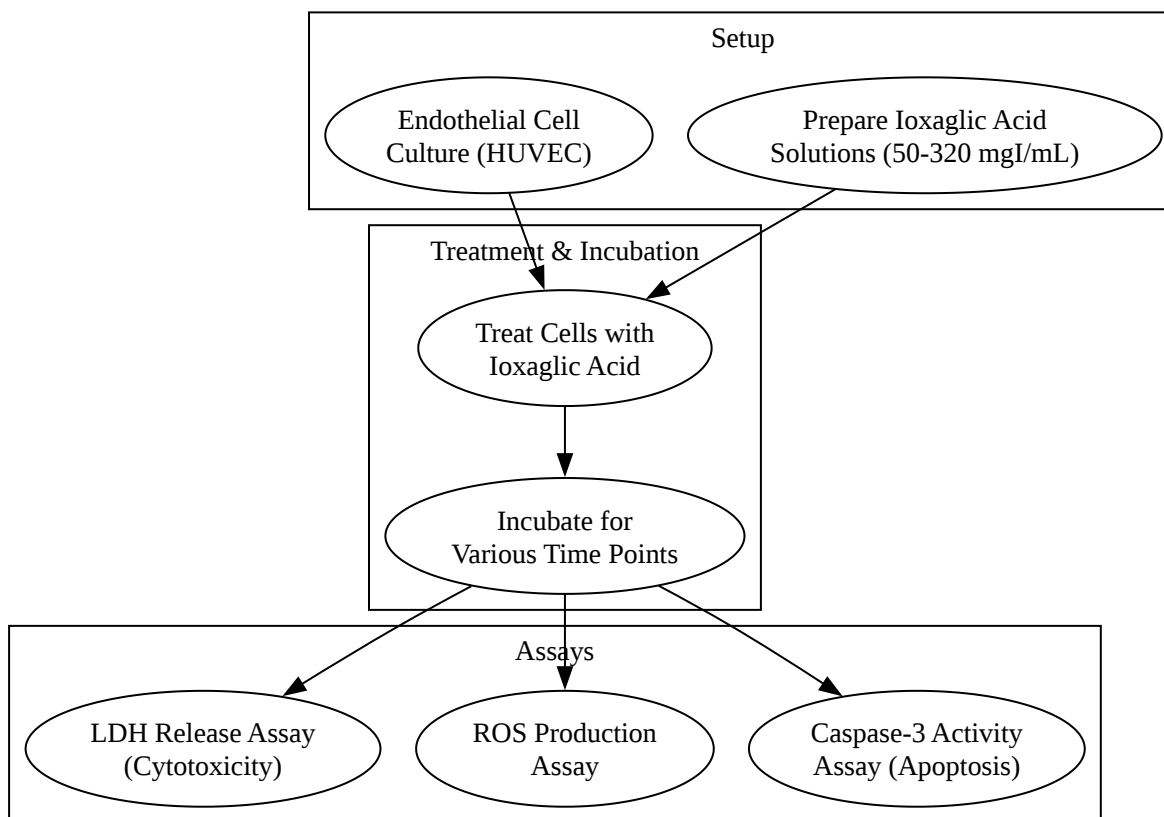 Setup
Endothelial Cell
Culture (HUVEC)
Prepare Ioxaglic Acid
Solutions (50-320 mgI/mL)
Treatment & Incubation
Treat Cells with
Ioxaglic Acid
Incubate for
Various Time Points
Assays
LDH Release Assay
(Cytotoxicity)
ROS Production
Assay
Caspase-3 Activity
Assay (Apoptosis)